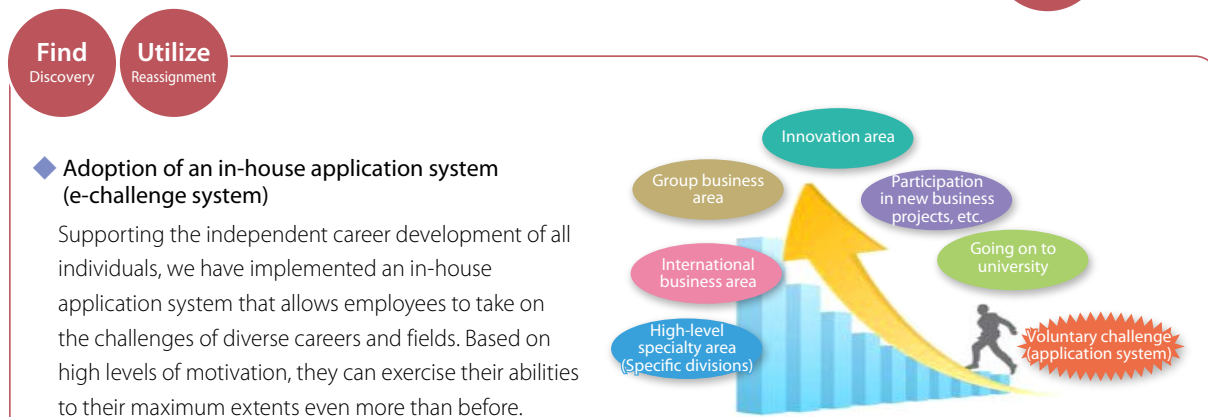 Find
Discovery
Utilize
Reassignment
Adoption of an in-house application system
(e-challenge system)
Supporting the independent career development of all
individuals, we have implemented an in-house
application system that allows employees to take on
the challenges of diverse careers and fields. Based on
high levels of motivation, they can exercise their abilities
to their maximum extents even more than before.
Innovation area
Group business
area
Participation
in new business
projects, etc.
Going on to
university
International
business area
High-level
specialty area
(Specific divisions)
Voluntary challenge
(application system)